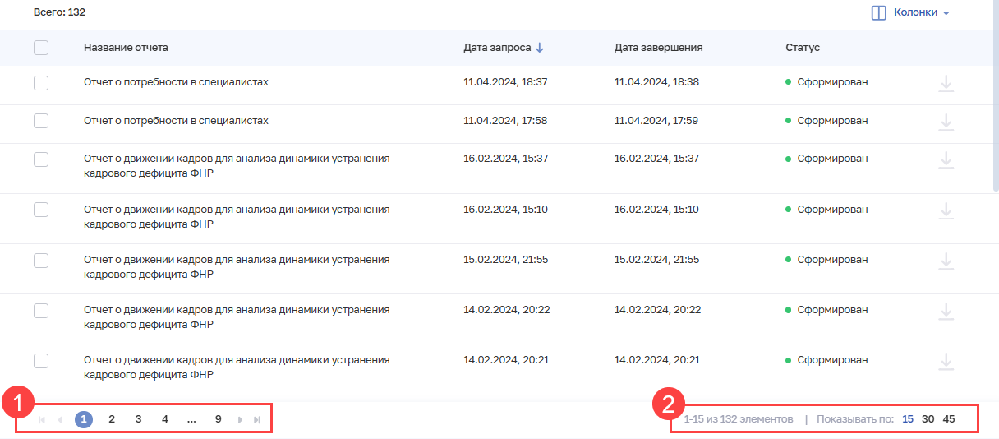 Всего: 132 Колонки
Название отчета Дата запроса Дата завершения Статус
Отчет о потребности в специалистах 11.04.2024, 18:37 11.04.2024, 18:38 Сформирован
Отчет о потребности в специалистах 11.04.2024, 17:58 11.04.2024, 17:59 Сформирован
Отчет о движении кадров для анализа динамики устранения 16.02.2024, 15:37 16.02.2024, 15:37 Сформирован
кадрового дефицита ФНР
Отчет о движении кадров для анализа динамики устранения 16.02.2024, 15:10 16.02.2024, 15:10 Сформирован
кадрового дефицита ФНР
Отчет о движении кадров для анализа динамики устранения 15.02.2024, 21:55 15.02.2024, 21:55 Сформирован
кадрового дефицита ФНР
Отчет о движении кадров для анализа динамики устранения 14.02.2024, 20:22 14.02.2024, 20:22 Сформирован
кадрового дефицита ФНР
Отчет о движении кадров для анализа динамики устранения 14.02.2024, 20:21 14.02.2024, 20:21 Сформирован
кадрового дефицита ФНР
1 2
1 2 3 4 ... 9 1-15 из 132 элементов | Показывать по: 15 30 45